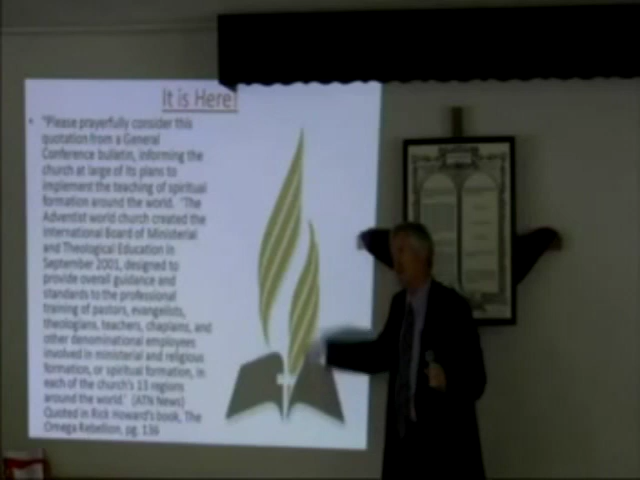 It is Here!
• "Please prayerfully consider this
quotation from a General
Conference bulletin, informing the
church at large of its plans to
implement the teaching of spiritual
formation around the world. "The
Adventist world church created the
International Board of Ministerial
and Theological Education in
September 2001, designed to
provide overall guidance and
standards to the professional
training of pastors, evangelists,
theologians, teachers, chaplains, and
other denominational employees
involved in ministerial and religious
formation, or spiritual formation, in
each of the church's 13 regions
around the world.' (ATN News)
Quoted in Rick Howard's book, The
Omega Rebellion, pg. 136